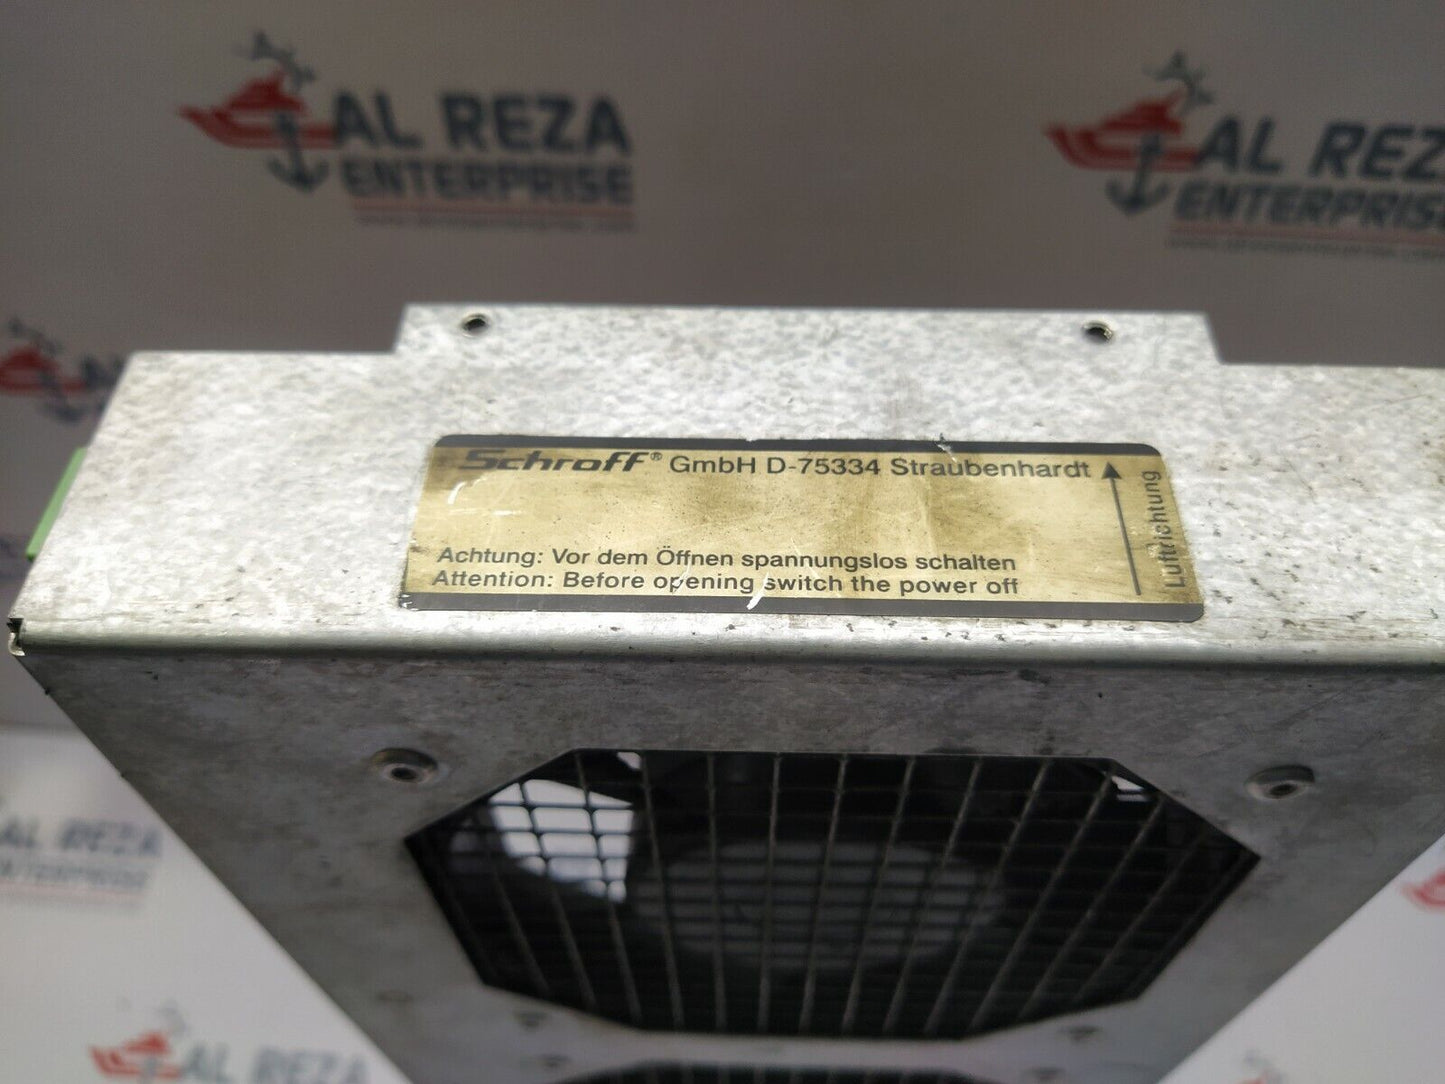 AL REZA
ENTERPRISE
AL REZA
ENTERPRISE
Schroff® GmbH D-75334 Straubenhardt
Luftrichtung
Achtung: Vor dem Öffnen spannungslos schalten
Attention: Before opening switch the power off
AL REZA
ENTERPRISE
AL REZA